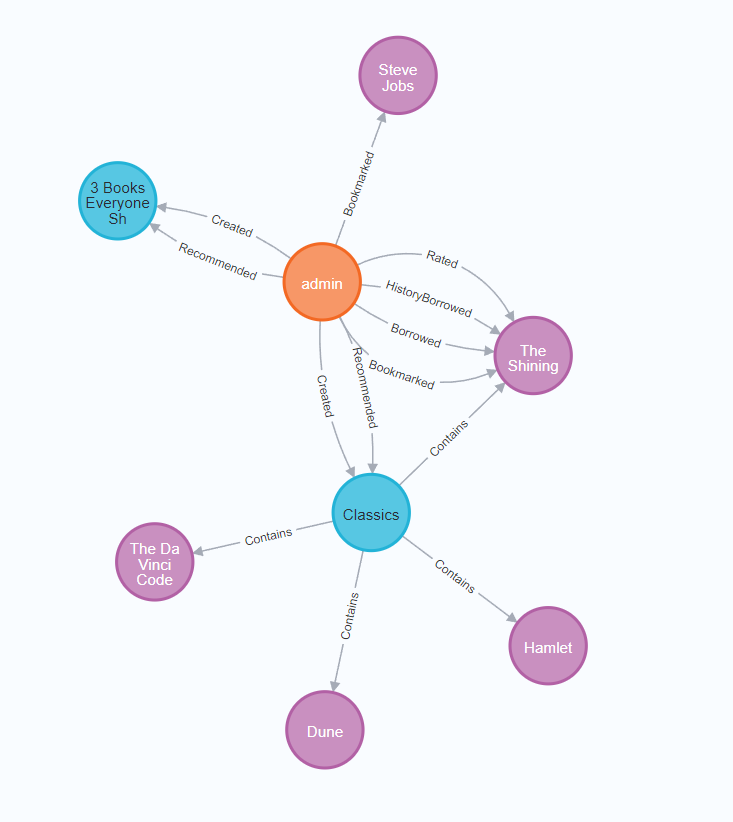 Steve
Jobs
Bookmarked
3 Books
Everyone
Sh
Created
Recommended
admin
Rated
HistoryBorrowed
Borrowed
Bookmarked
Recommended
Created
The
Shining
Contains
Classics
Contains
The Da
Vinci
Code
Contains
Contains
Hamlet
Dune